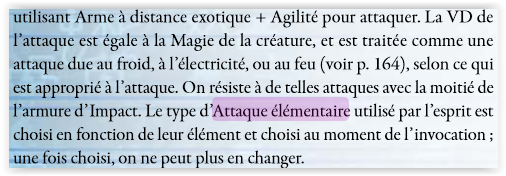 utilisant Arme à distance exotique + Agilité pour attaquer. La VD de
l’attaque est égale à la Magie de la créature, et est traitée comme une
attaque due au froid, à l’électricité, ou au feu (voir p. 164), selon ce qui
est approprié à l’attaque. On résiste à de telles attaques avec la moitié de
l’armure d’Impact. Le type d’Attaque élémentaire utilisé par l’esprit est
choisi en fonction de leur élément et choisi au moment de l’invocation ;
une fois choisi, on ne peut plus en changer.